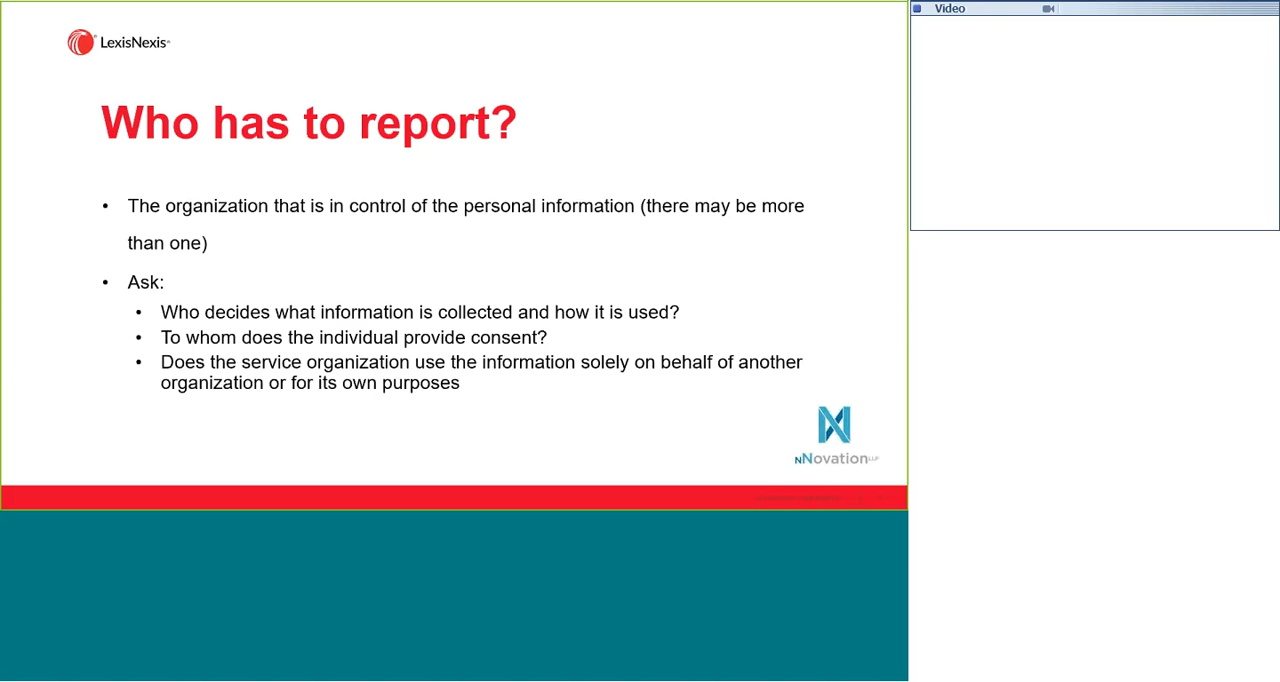 LexisNexis®
Who has to report?
• The organization that is in control of the personal information (there may be more
than one)
• Ask:
• Who decides what information is collected and how it is used?
• To whom does the individual provide consent?
• Does the service organization use the information solely on behalf of another
organization or for its own purposes
NNovation LLP
Video